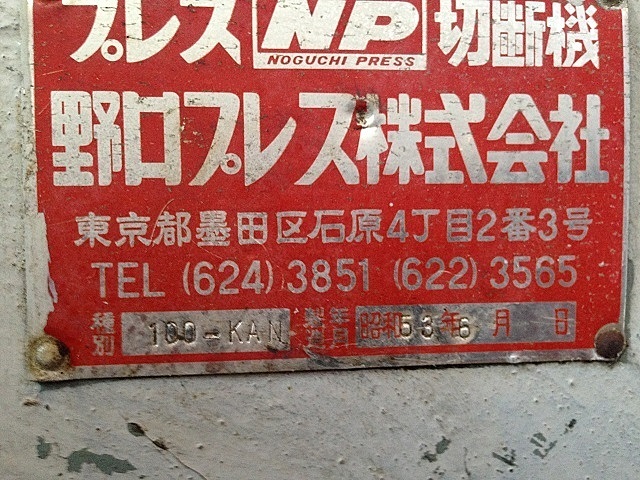 プレス NP 切断機
NOGUCHI PRESS
野口プレス株式会社
東京都墨田区石原4丁目2番3号
TEL (624) 3851 (622) 3565
種別 100-KAN 製造年月日 昭和53年6月 日